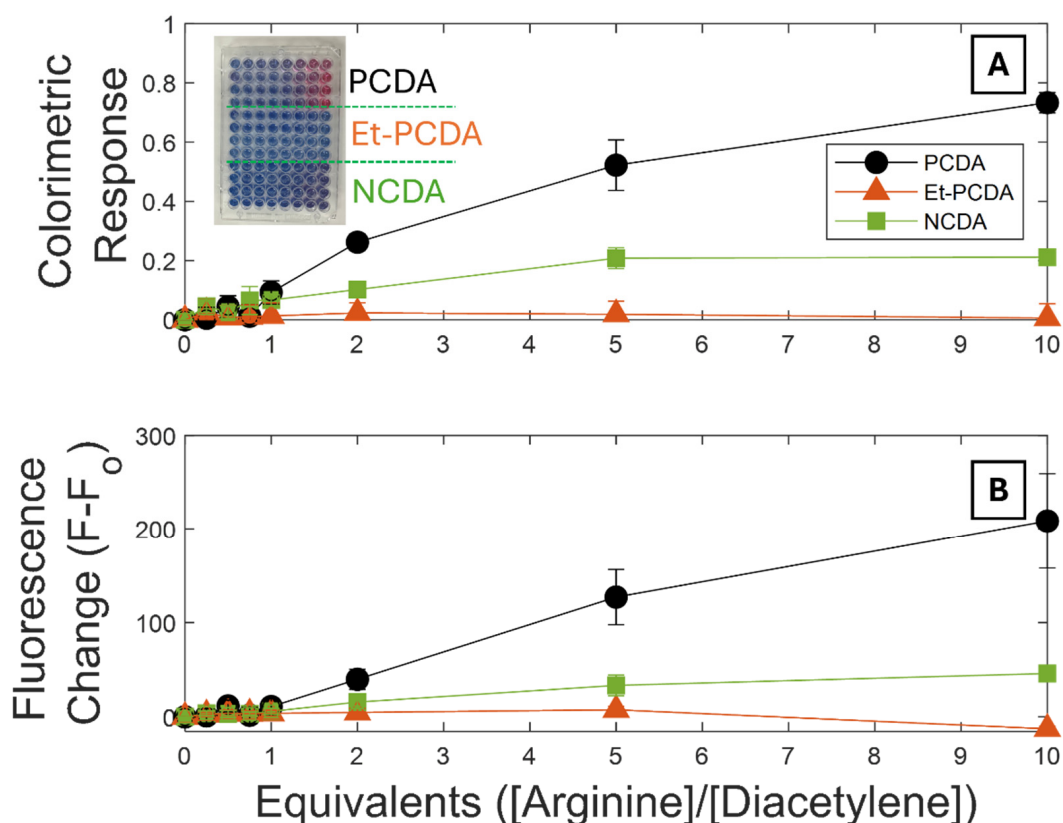 A
PCDA
Et-PCDA
NCDA
PCDA
Et-PCDA
NCDA
Colorimetric
Response
1
0.8
0.6
0.4
0.2
0
0 1 2 3 4 5 6 7 8 9 10
B
Fluorescence
Change (F-Fo)
300
200
100
0
0 1 2 3 4 5 6 7 8 9 10
Equivalents ([Arginine]/[Diacetylene])